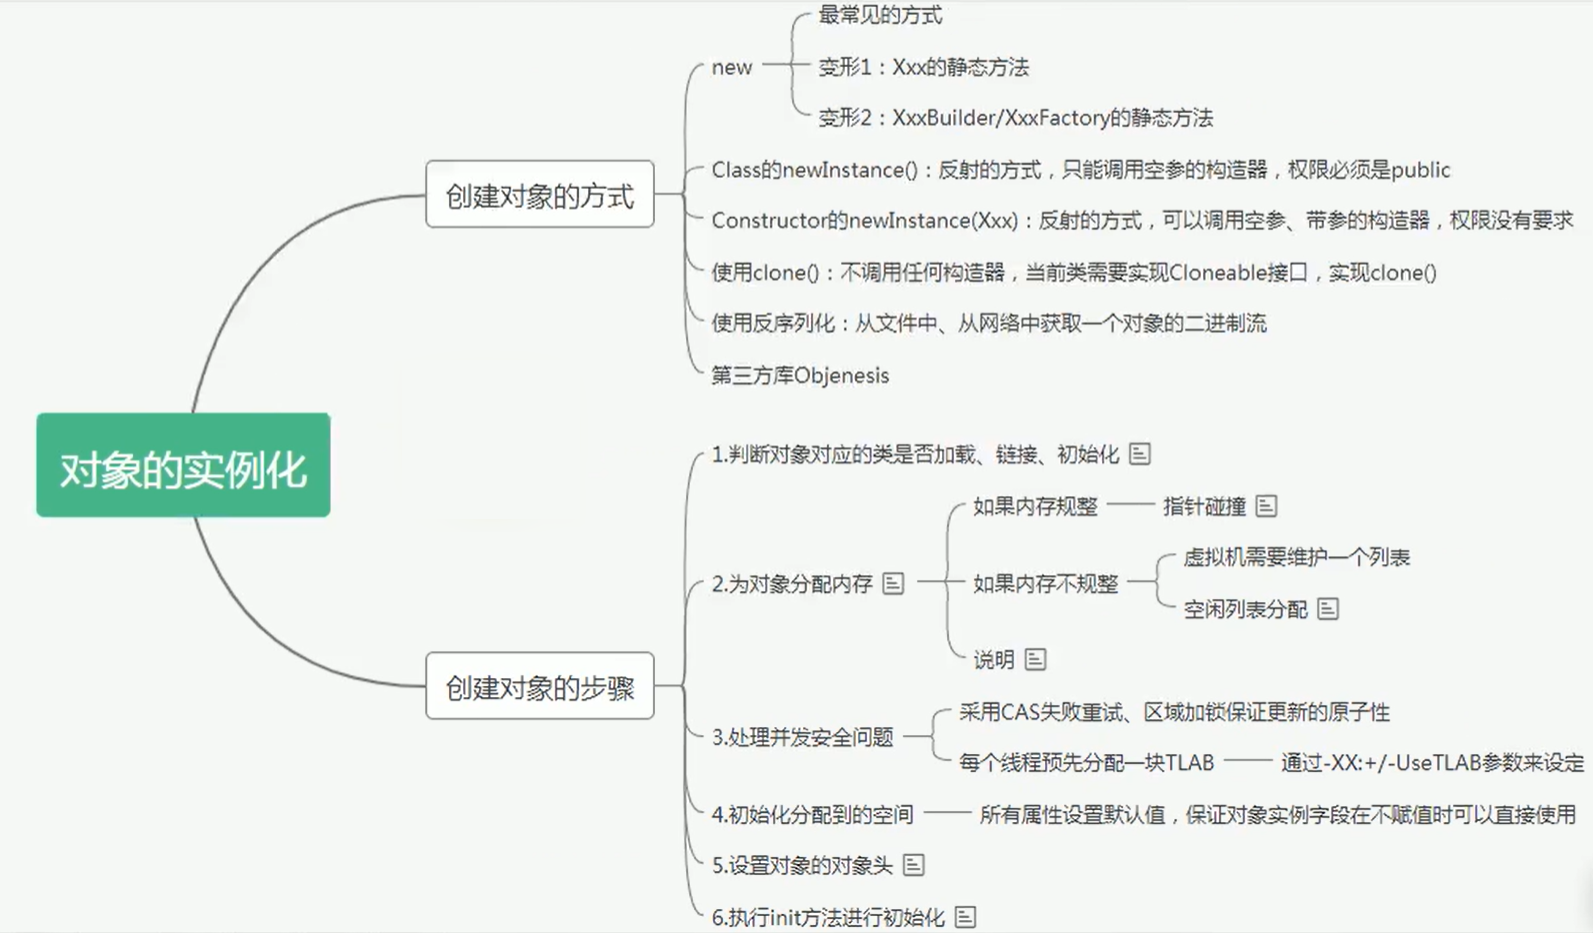 对象的实例化
创建对象的方式
new
最常见的方式
变形1：Xxx的静态方法
变形2：XxxBuilder/XxxFactory的静态方法
Class的newInstance()：反射的方式，只能调用空参的构造器，权限必须是public
Constructor的newInstance(Xxx)：反射的方式，可以调用空参、带参的构造器，权限没有要求
使用clone()：不调用任何构造器，当前类需要实现Cloneable接口，实现clone()
使用反序列化：从文件中、从网络中获取一个对象的二进制流
第三方库Objenesis
创建对象的步骤
1.判断对象对应的类是否加载、链接、初始化
2.为对象分配内存
如果内存规整
指针碰撞
如果内存不规整
虚拟机需要维护一个列表
空闲列表分配
说明
3.处理并发安全问题
采用CAS失败重试、区域加锁保证更新的原子性
每个线程预先分配一块TLAB
通过-XX:+/-UseTLAB参数来设定
4.初始化分配到的空间
所有属性设置默认值，保证对象实例字段在不赋值时可以直接使用
5.设置对象的对象头
6.执行init方法进行初始化